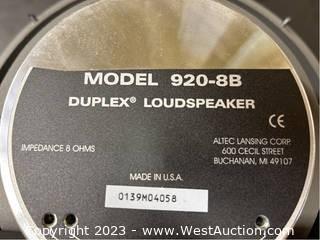 MODEL 920-8B
DUPLEX® LOUDSPEAKER
CE
IMPEDANCE 8 OHMS
ALTEC LANSING CORP.
600 CECIL STREET
BUCHANAN, MI 49107
MADE IN U.S.A.
0139M04058
Copyright © 2023 - WestAuction.com